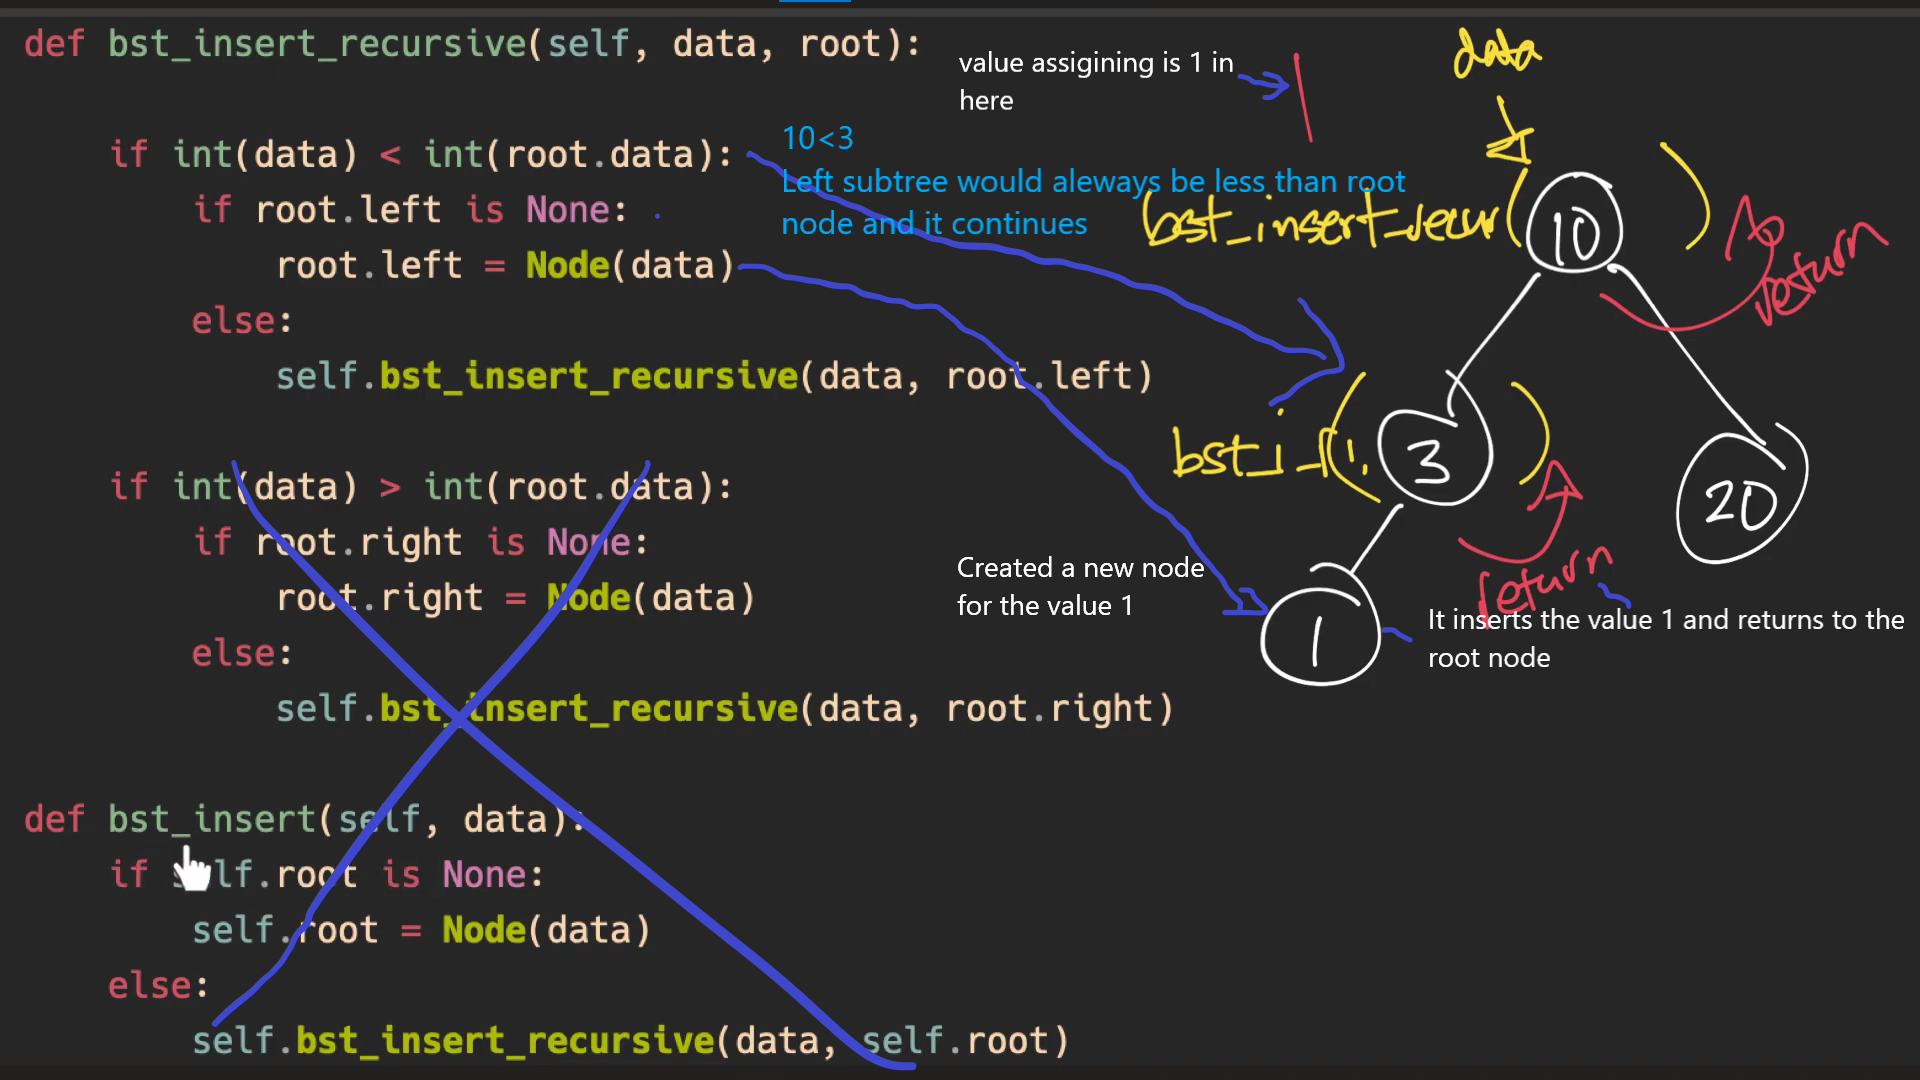 def bst_insert_recursive(self, data, root):
if int(data) < int(root.data):
if root.left is None:
root.left = Node(data)
else:
self.bst_insert_recursive(data, root.left)
if int(data) > int(root.data):
if root.right is None:
root.right = Node(data)
else:
self.bst_insert_recursive(data, root.right)
def bst_insert(self, data):
if self.root is None:
self.root = Node(data)
else:
self.bst_insert_recursive(data, self.root)
value assigining is 1 in
here
10<3
Left subtree would aleways be less than root
node and it continues
data
bst_insert_recur( 10 )
return
bst_i_(1, 3 )
20
return
Created a new node
for the value 1
1
It inserts the value 1 and returns to the
root node